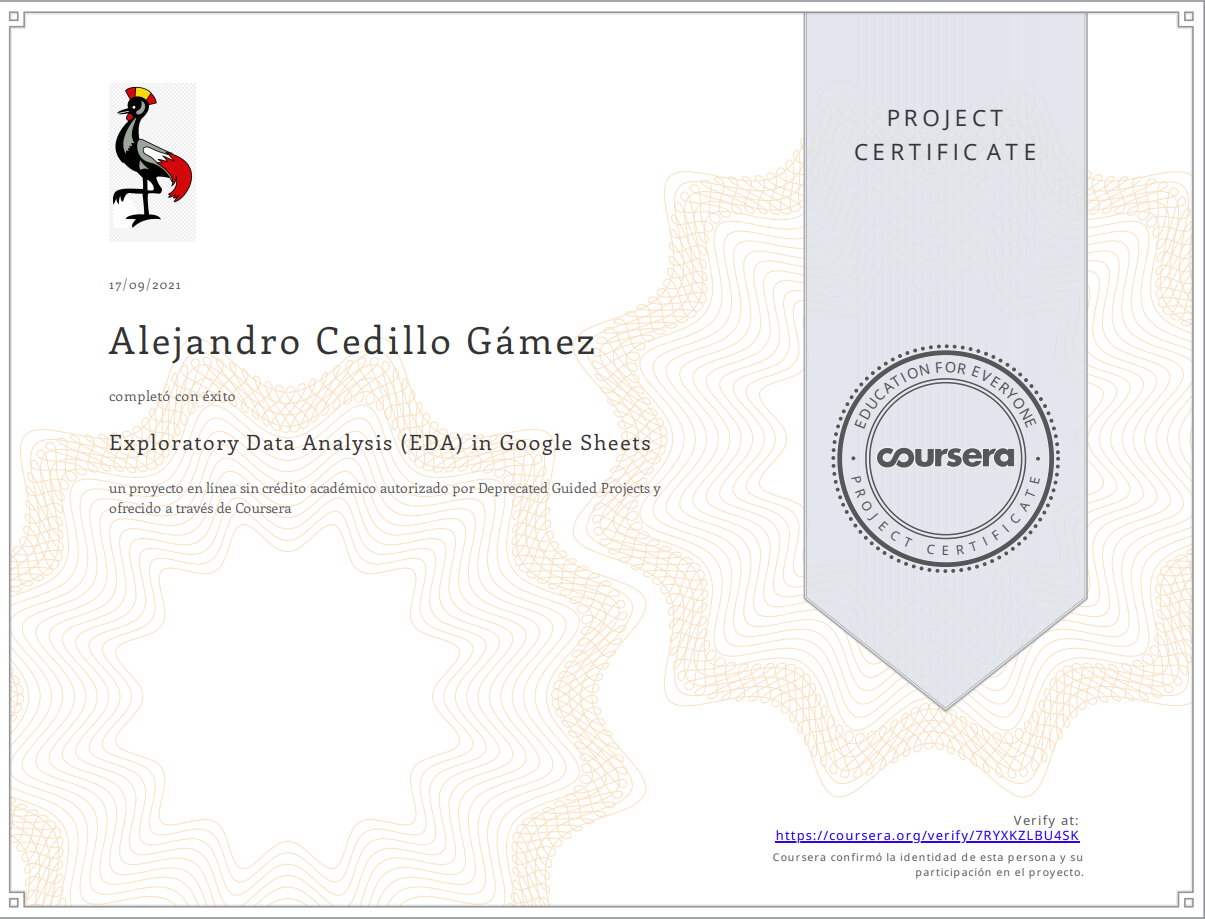 PROJECT
CERTIFICATE
17/09/2021
Alejandro Cedillo Gámez
completó con éxito
Exploratory Data Analysis (EDA) in Google Sheets
un proyecto en línea sin crédito académico autorizado por Deprecated Guided Projects y
ofrecido a través de Coursera
EDUCATION FOR EVERYONE
coursera
PROJECT CERTIFICATE
Verify at:
https://coursera.org/verify/7RYXKZLBU4SK
Coursera confirmó la identidad de esta persona y su
participación en el proyecto.